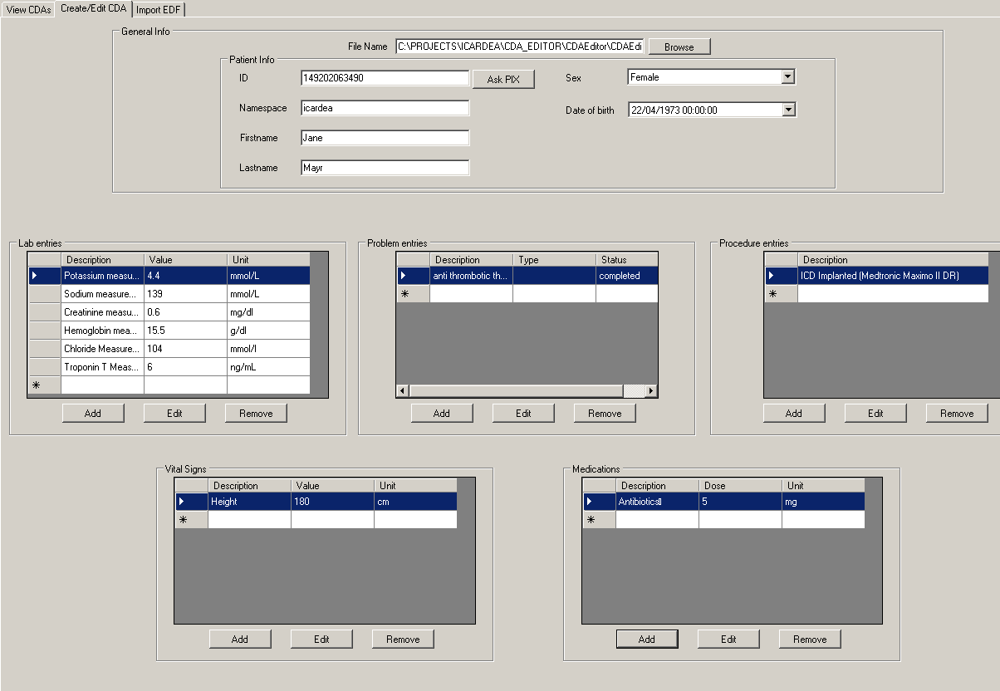 View CDAs Create/Edit CDA Import EDF
General Info
File Name C:\PROJECTS\ICARDEA\CDA_EDITOR\CDAEditor\CDAEdi Browse
Patient Info
ID 149202063490 Ask PIX Sex Female
Namespace icardea Date of birth 22/04/1973 00:00:00
Firstname Jane
Lastname Mayr
Lab entries
Description Value Unit
Potassium measu... 4.4 mmol/L
Sodium measure... 139 mmol/L
Creatinine measu... 0.6 mg/dl
Hemoglobin mea... 15.5 g/dl
Chloride Measure... 104 mmol/l
Troponin T Meas... 6 ng/mL
Add Edit Remove
Problem entries
Description Type Status
anti thrombotic th... completed
Add Edit Remove
Procedure entries
Description
ICD Implanted (Medtronic Maximo II DR)
Add Edit Remove
Vital Signs
Description Value Unit
Height 180 cm
Add Edit Remove
Medications
Description Dose Unit
Antibiotics 5 mg
Add Edit Remove